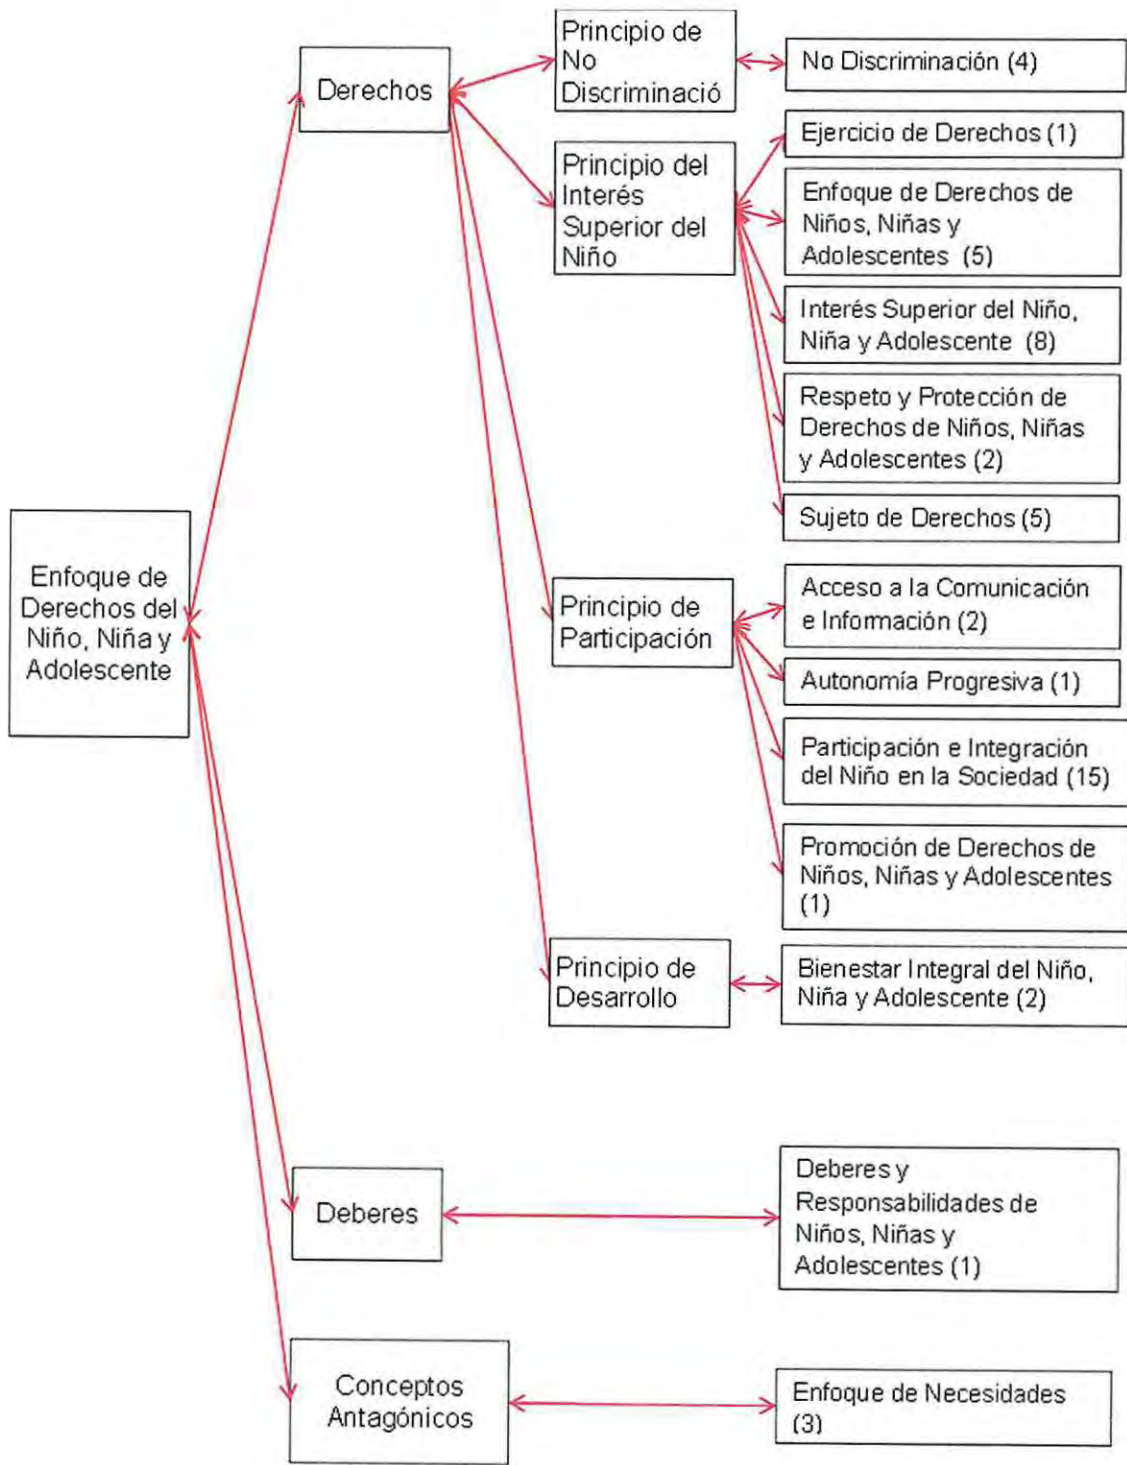 Enfoque de
Derechos del
Niño, Niña y
Adolescente
Derechos
Principio de
No
Discriminació
No Discriminación (4)
Principio del
Interés
Superior del
Niño
Ejercicio de Derechos (1)
Enfoque de Derechos de
Niños, Niñas y
Adolescentes (5)
Interés Superior del Niño,
Niña y Adolescente (8)
Respeto y Protección de
Derechos de Niños, Niñas
y Adolescentes (2)
Sujeto de Derechos (5)
Principio de
Participación
Acceso a la Comunicación
e Información (2)
Autonomía Progresiva (1)
Participación e Integración
del Niño en la Sociedad (15)
Promoción de Derechos de
Niños, Niñas y Adolescentes
(1)
Principio de
Desarrollo
Bienestar Integral del Niño,
Niña y Adolescente (2)
Deberes
Deberes y
Responsabilidades de
Niños, Niñas y
Adolescentes (1)
Conceptos
Antagónicos
Enfoque de Necesidades
(3)